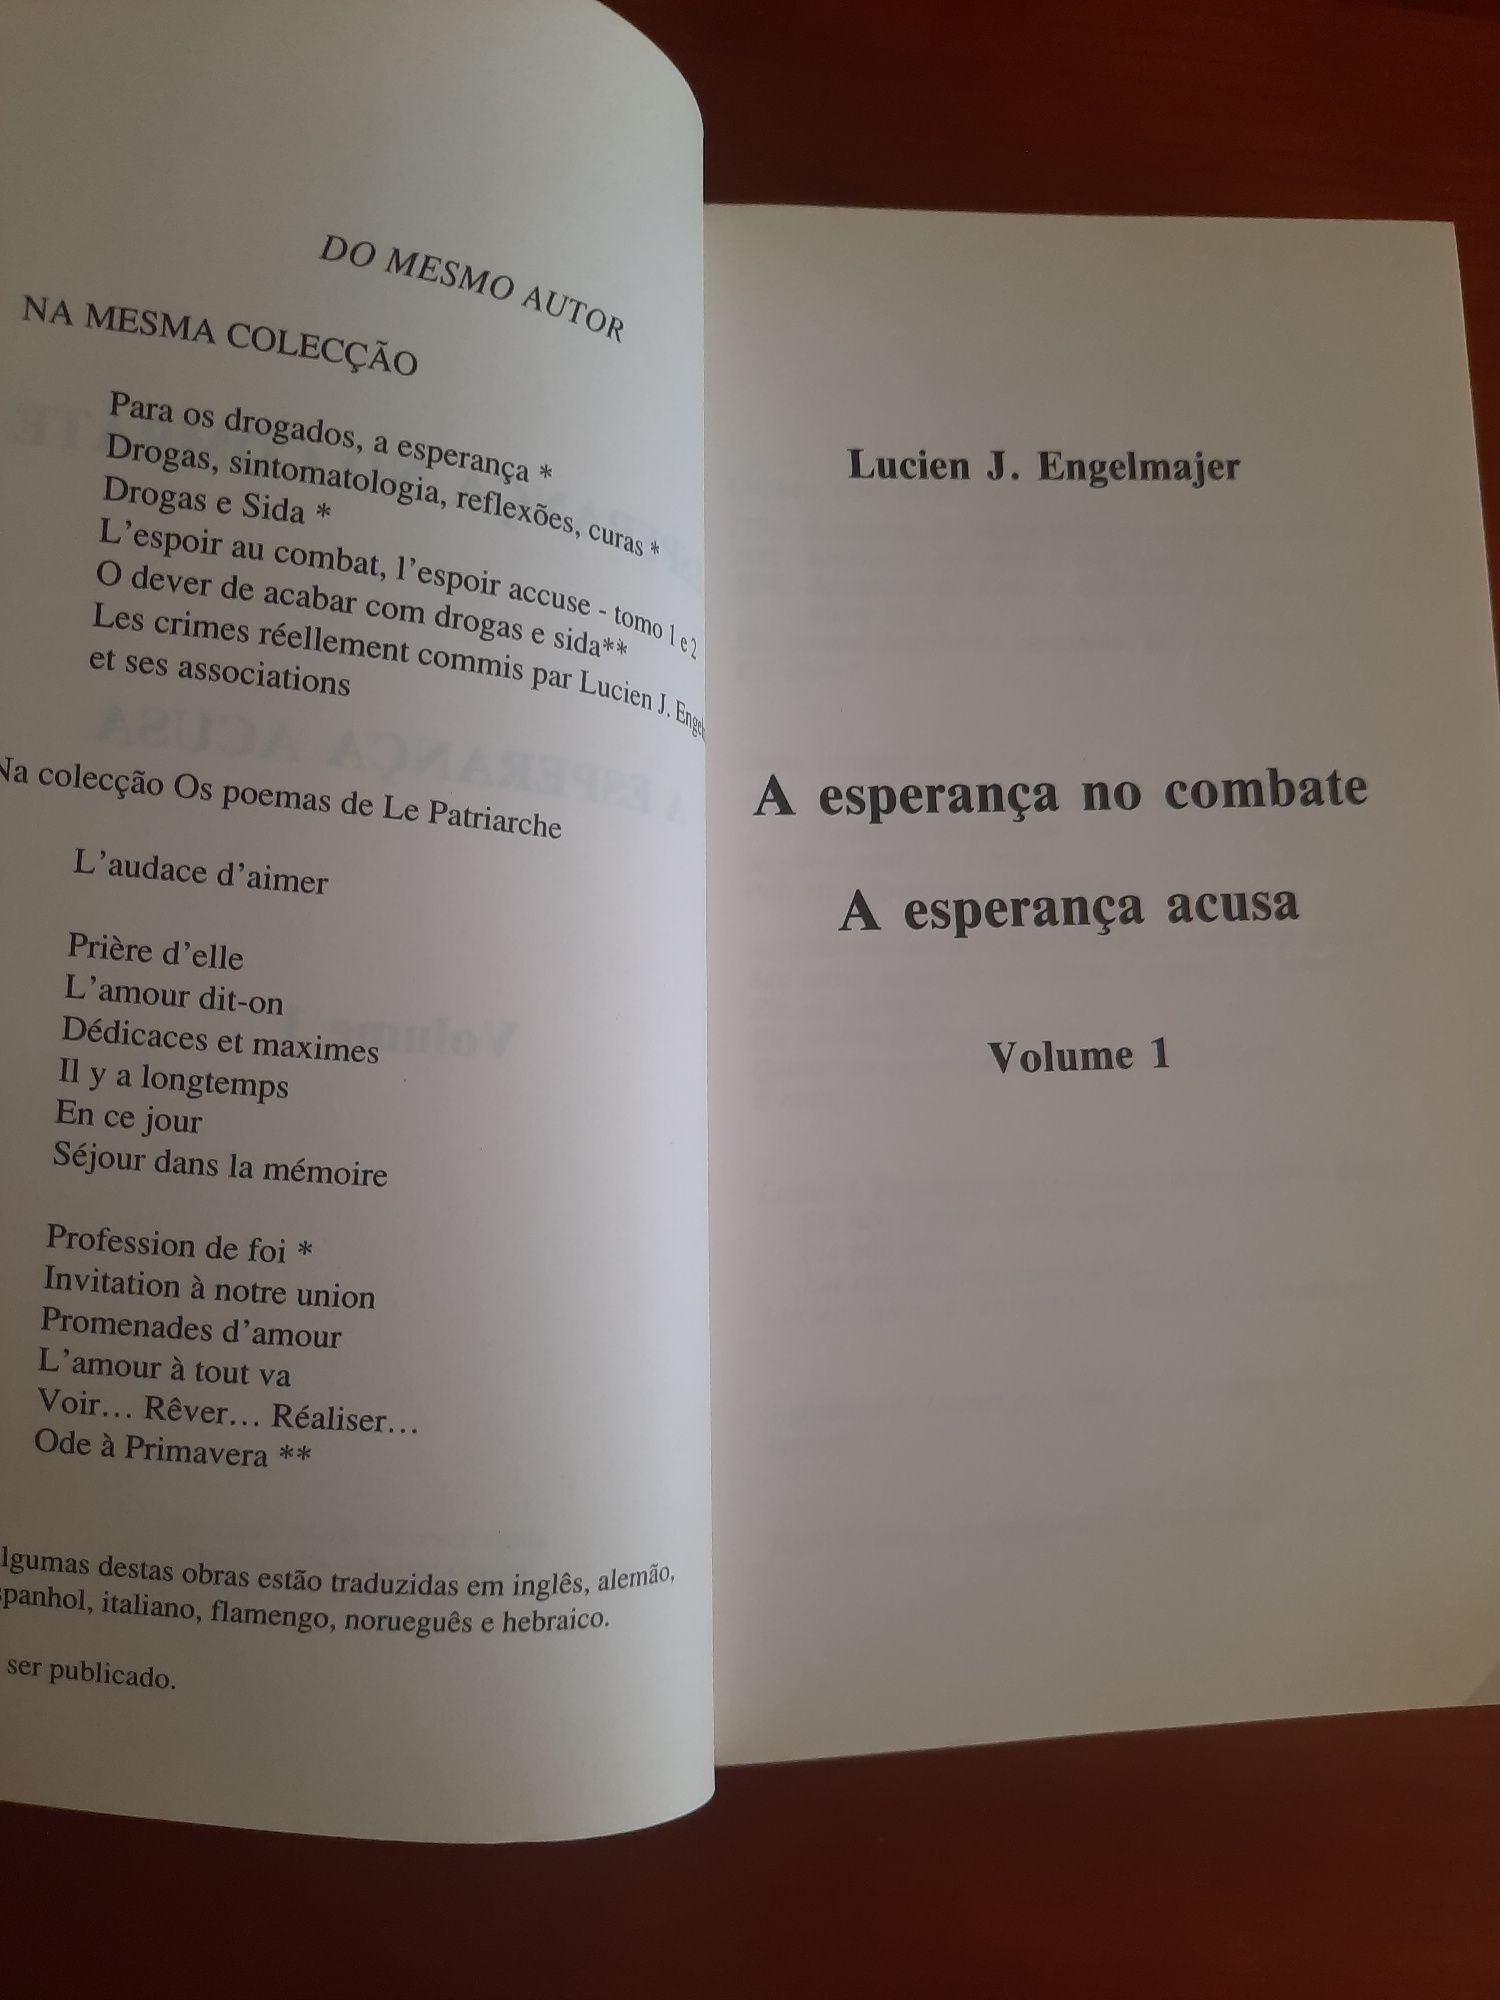 DO MESMO AUTOR
NA MESMA COLECÇÃO
Para os drogados, a esperança *
Drogas, sintomatologia, reflexões, curas *
Drogas e Sida *
L'espoir au combat, l'espoir accuse - tomo 1 e 2
O dever de acabar com drogas e sida**
Les crimes réellement commis par Lucien J.
et ses associations
Na colecção Os poemas de Le Patriarche
L'audace d'aimer
Prière d'elle
L'amour dit-on
Dédicaces et maximes
Il y a longtemps
En ce jour
Séjour dans la mémoire
Profession de foi *
Invitation à notre union
Promenades d'amour
L'amour à tout va
Voir... Rêver... Réaliser...
Ode à Primavera **
lgumas destas obras estão traduzidas em inglês, alemão,
spanhol, italiano, flamengo, norueguês e hebraico.
ser publicado.
Lucien J. Engelmajer
A esperança no combate
A esperança acusa
Volume 1